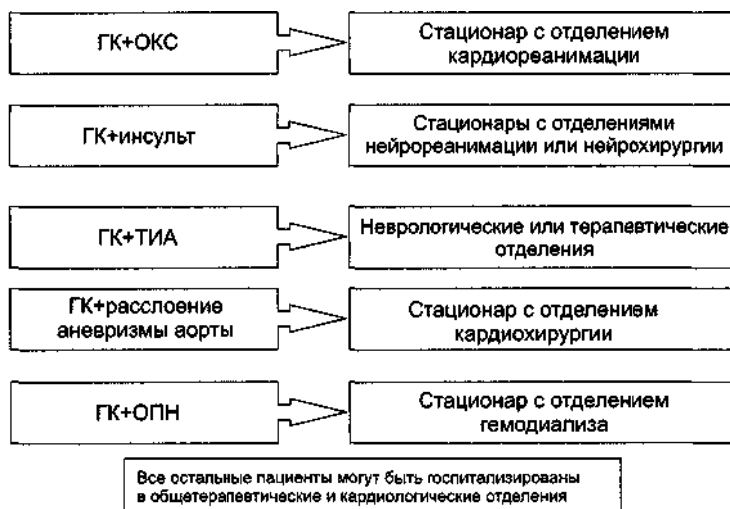 ГК+ОКС
Стационар с отделением
кардиореанимации
ГК+инсульт
Стационары с отделениями
нейрореанимации или нейрохирургии
ГК+ТИА
Неврологические или терапевтические
отделения
ГК+расслоение
аневризмы аорты
Стационар с отделением
кардиохирургии
ГК+ОПН
Стационар с отделением
гемодиализа
Все остальные пациенты могут быть госпитализированы
в общетерапевтические и кардиологические отделения